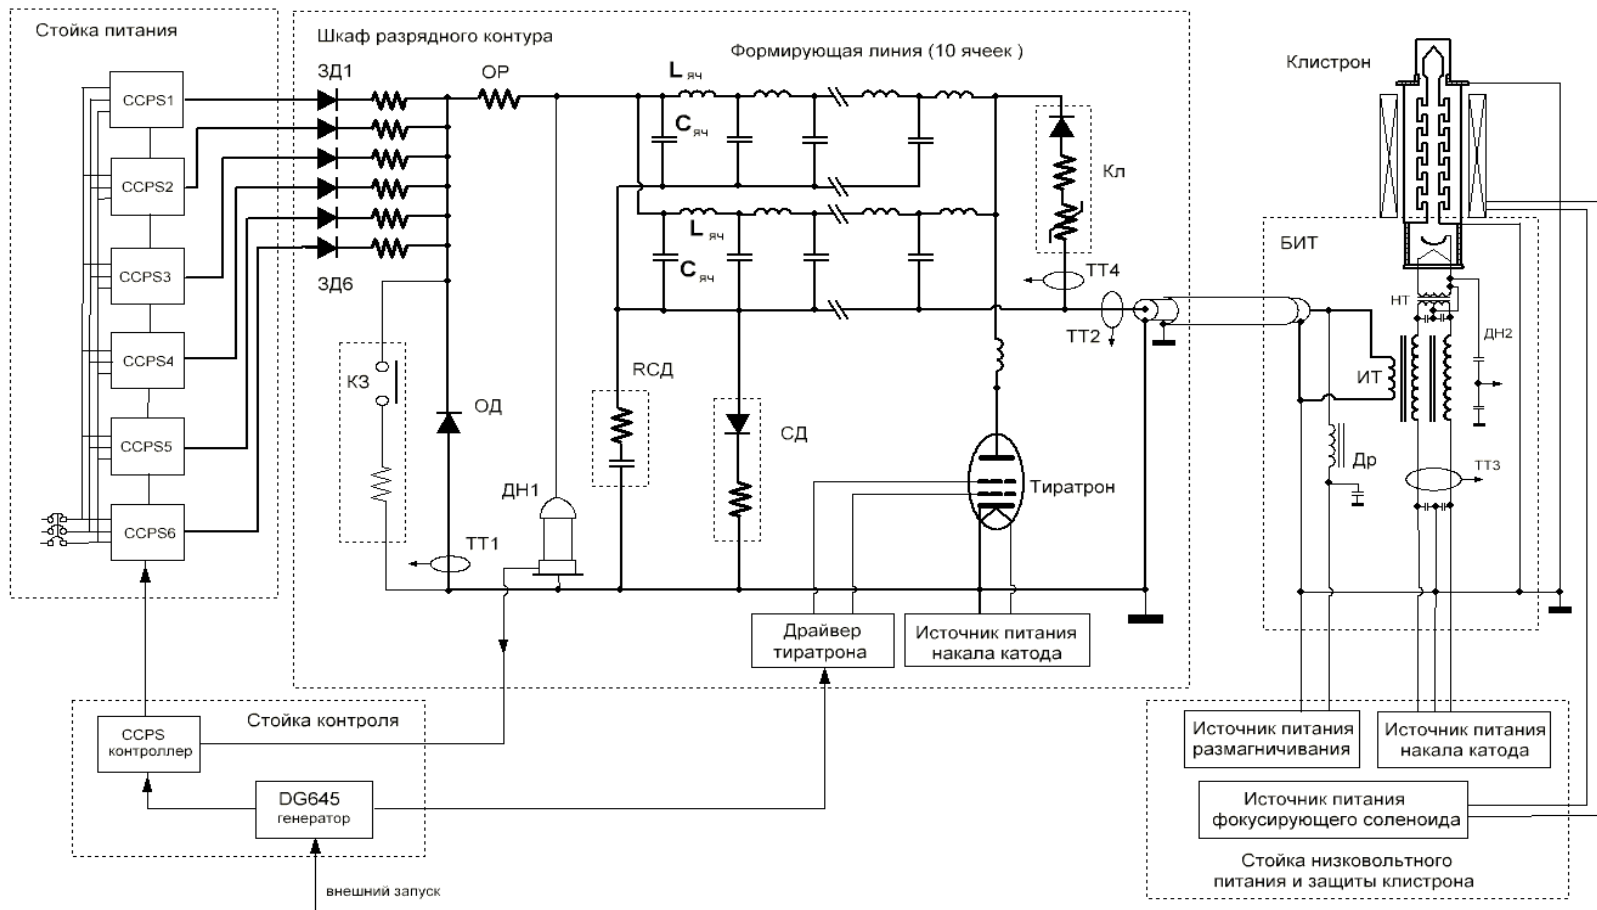 Стойка питания
CCPS1
CCPS2
CCPS3
CCPS4
CCPS5
CCPS6
Шкаф разрядного контура
ЗД1
ЗД6
ОР
Формирующая линия (10 ячеек )
L яч
C яч
L яч
C яч
Кл
ТТ4
ТТ2
КЗ
ОД
RСД
СД
ДН1
ТТ1
Тиратрон
Драйвер
тиратрона
Источник питания
накала катода
Клистрон
БИТ
НТ
ДН2
ИТ
Др
ТТ3
Стойка контроля
CCPS
контроллер
DG645
генератор
внешний запуск
Источник питания
размагничивания
Источник питания
накала катода
Источник питания
фокусирующего соленоида
Стойка низковольтного
питания и защиты клистрона